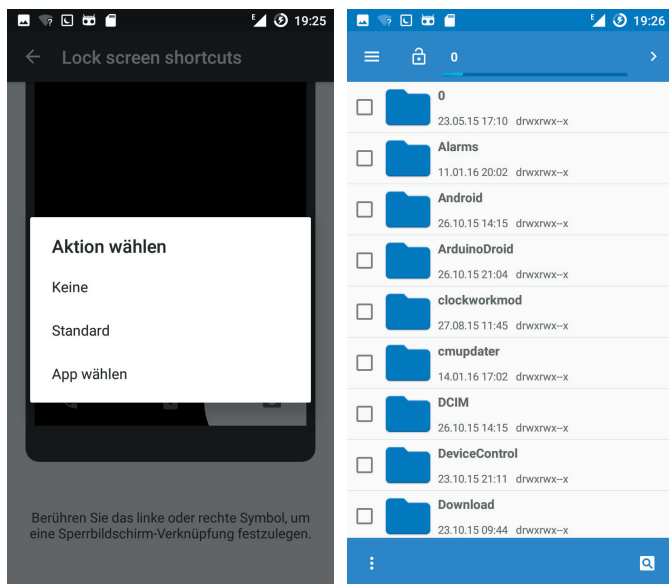 E 19:25
Lock screen shortcuts
Aktion wählen
Keine
Standard
App wählen
Berühren Sie das linke oder rechte Symbol, um
eine Sperrbildschirm-Verknüpfung festzulegen.
E 19:26
0
0
23.05.15 17:10 drwxrwx--x
Alarms
11.01.16 20:02 drwxrwx--x
Android
26.10.15 14:15 drwxrwx--x
ArduinoDroid
26.10.15 21:04 drwxrwx--x
clockworkmod
27.08.15 11:45 drwxrwx--x
cmupdater
14.01.16 17:02 drwxrwx--x
DCIM
26.10.15 14:15 drwxrwx--x
DeviceControl
23.10.15 21:11 drwxrwx--x
Download
23.10.15 09:44 drwxrwx--x